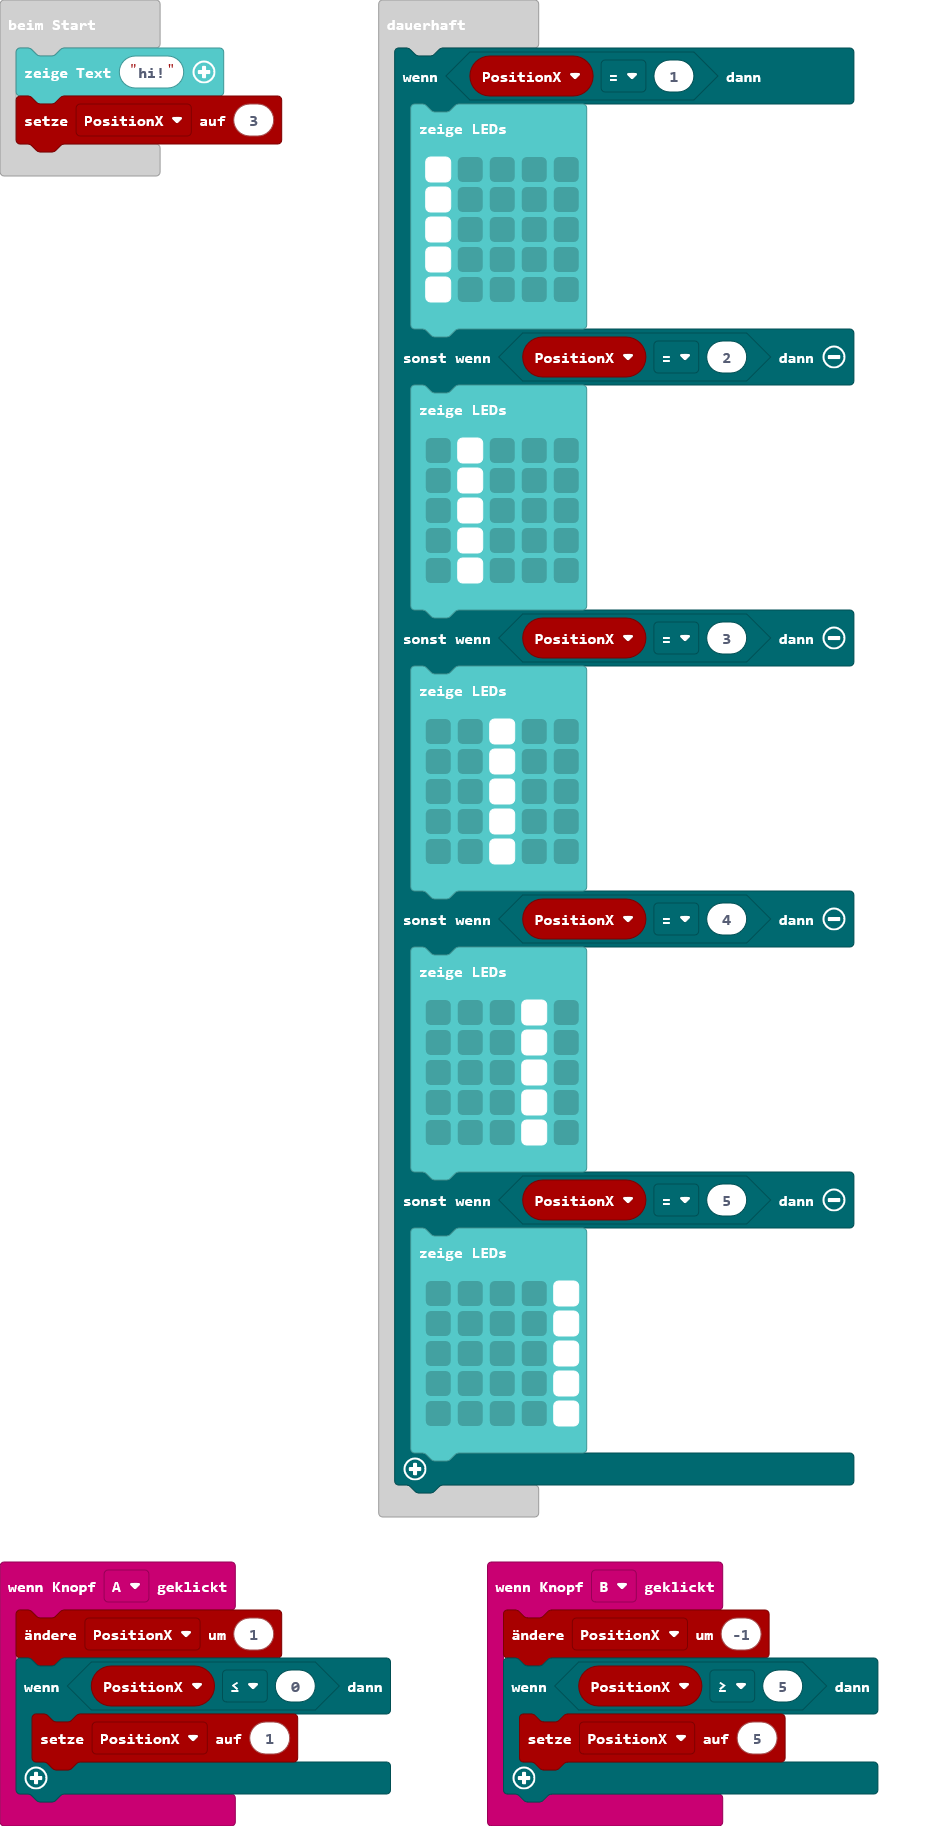 beim Start
zeige Text "hi!"
setze PositionX auf 3
dauerhaft
wenn PositionX = 1 dann
zeige LEDs
sonst wenn PositionX = 2 dann
zeige LEDs
sonst wenn PositionX = 3 dann
zeige LEDs
sonst wenn PositionX = 4 dann
zeige LEDs
sonst wenn PositionX = 5 dann
zeige LEDs
wenn Knopf A geklickt
ändere PositionX um 1
wenn PositionX ≤ 0 dann
setze PositionX auf 1
wenn Knopf B geklickt
ändere PositionX um -1
wenn PositionX ≥ 5 dann
setze PositionX auf 5